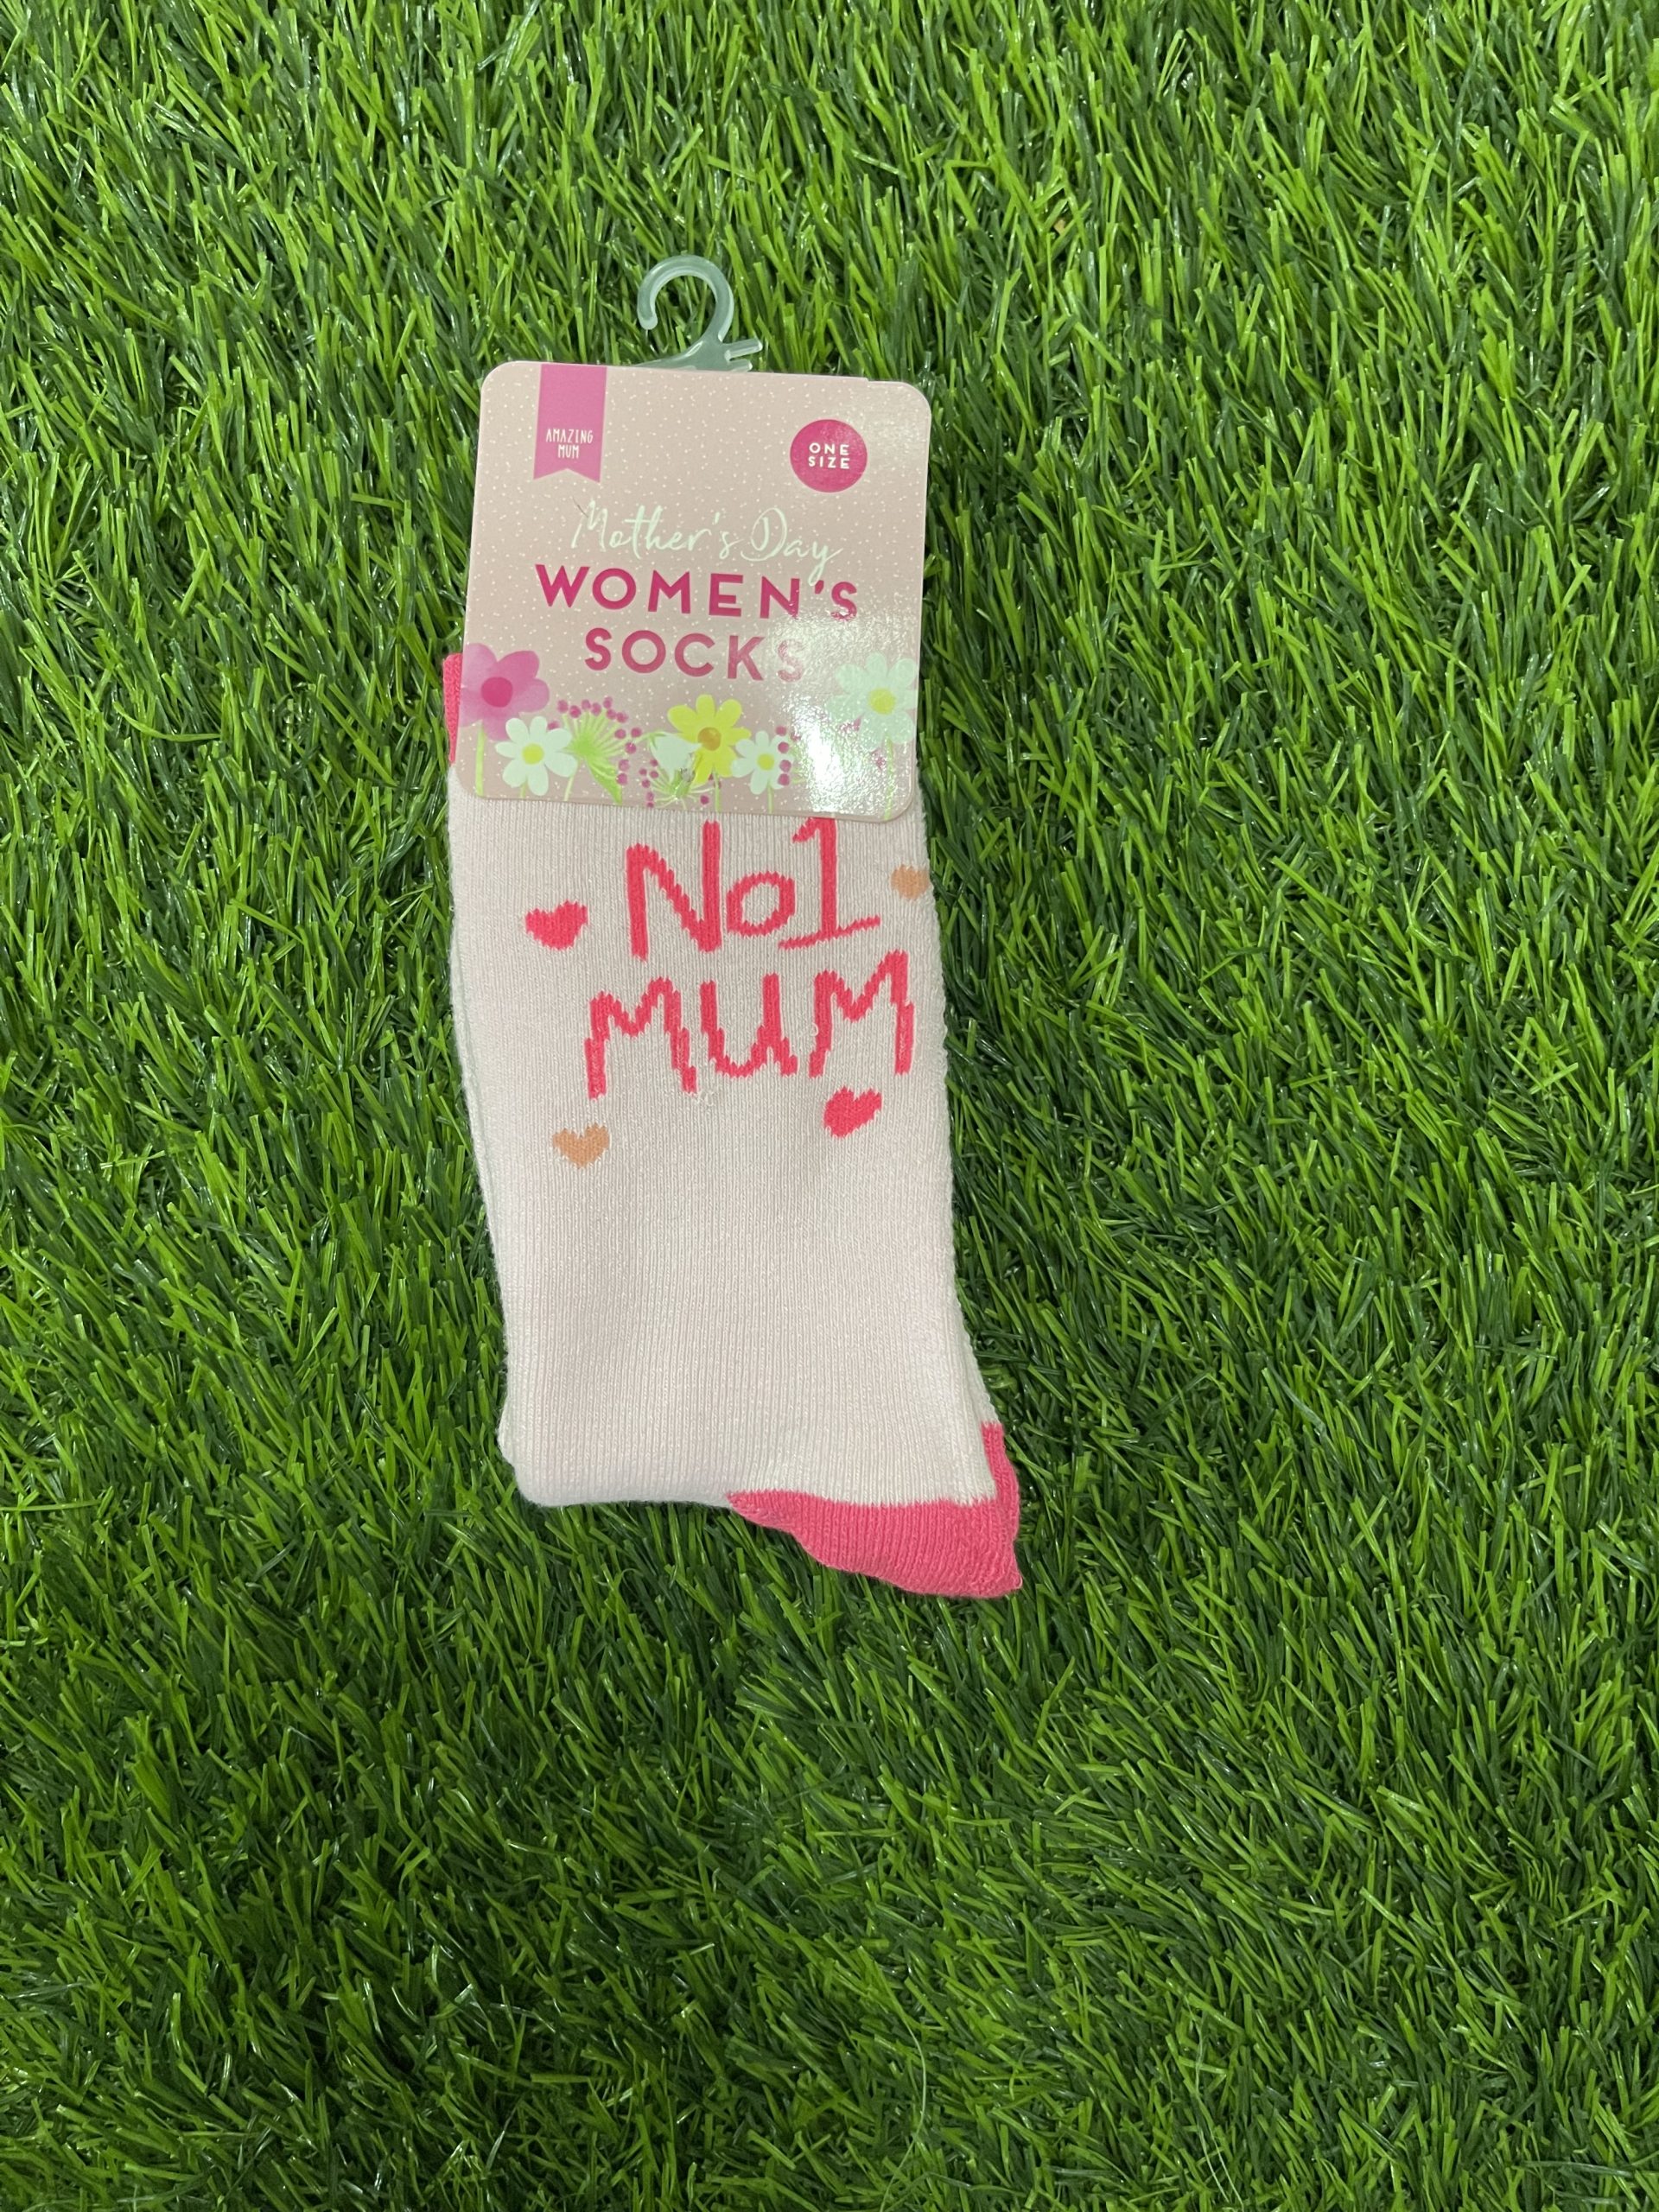 AMAZING
MUM
ONE
SIZE
Mother's Day
WOMEN'S
SOCKS
No1
MUM